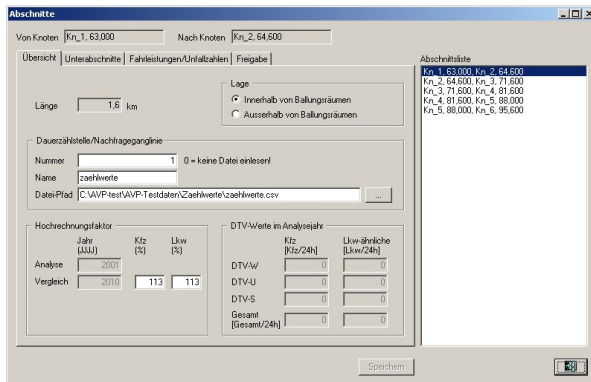 Abschnitte
Von Knoten Kn_1, 63,000 Nach Knoten Kn_2, 64,600
Übersicht Unterabschnitte Fahrleistungen/Unfallzahlen Freigabe
Abschnittsliste
Kn_1, 63,000, Kn_2, 64,600
Kn_2, 64,600, Kn_3, 71,600
Kn_3, 71,600, Kn_4, 81,600
Kn_4, 81,600, Kn_5, 88,000
Kn_5, 88,000, Kn_6, 95,600
Länge 1,6 km
Lage
Innerhalb von Ballungsräumen
Ausserhalb von Ballungsräumen
Dauerzählstelle/Nachfrageganglinie
Nummer 1 0 = keine Datei einlesen!
Name zaehlwerte
Datei-Pfad C:\AVP-test\AVP-Testdaten\Zaehlwerte\zaehlwerte.csv ...
Hochrechnungsfaktor
Jahr (JJJJ) Kfz (%) Lkw (%)
Analyse 2001
Vergleich 2010 113 113
DTV-Werte im Analysejahr
Kfz [Kfz/24h] Lkw-ähnliche [Lkw/24h]
DTV-W 0 0
DTV-U 0 0
DTV-S 0 0
Gesamt [Gesamt/24h] 0 0
Speichern